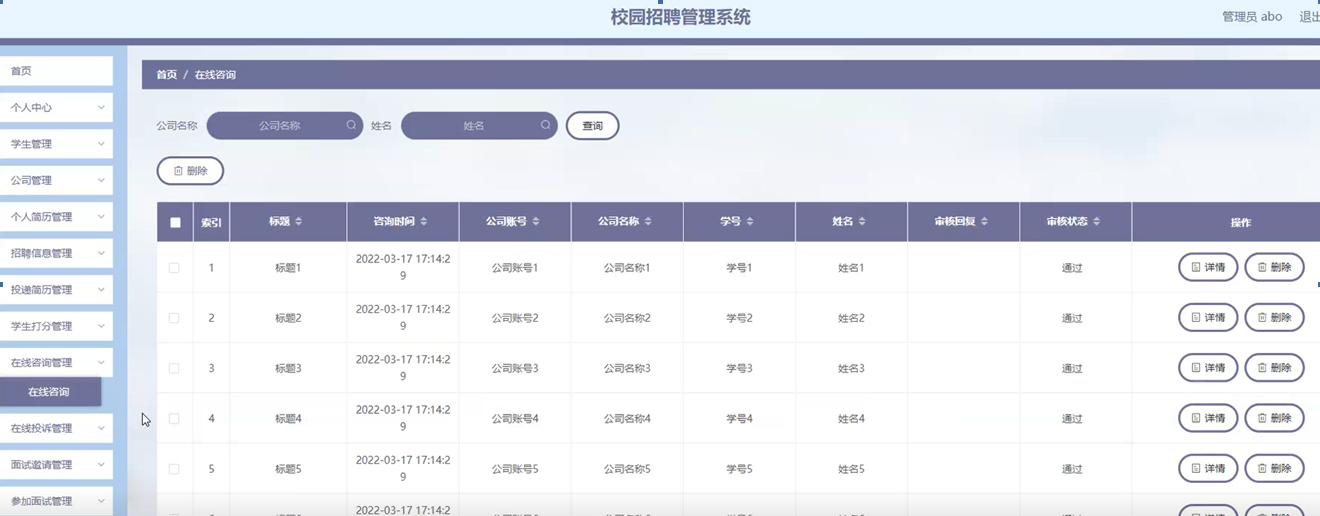 校园招聘管理系统
管理员 abo 退出
首页
个人中心
学生管理
公司管理
个人简历管理
招聘信息管理
投递简历管理
学生打分管理
在线咨询管理
在线咨询
在线投诉管理
面试邀请管理
参加面试管理
首页 / 在线咨询
公司名称 公司名称 姓名 姓名 查询
删除
索引 标题 咨询时间 公司账号 公司名称 学号 姓名 审核回复 审核状态 操作
1 标题1 2022-03-17 17:14:2 公司账号1 公司名称1 学号1 姓名1 通过 详情 删除
9
2 标题2 2022-03-17 17:14:2 公司账号2 公司名称2 学号2 姓名2 通过 详情 删除
9
3 标题3 2022-03-17 17:14:2 公司账号3 公司名称3 学号3 姓名3 通过 详情 删除
9
4 标题4 2022-03-17 17:14:2 公司账号4 公司名称4 学号4 姓名4 通过 详情 删除
9
5 标题5 2022-03-17 17:14:2 公司账号5 公司名称5 学号5 姓名5 通过 详情 删除
9
2022-03-17 17:14:2